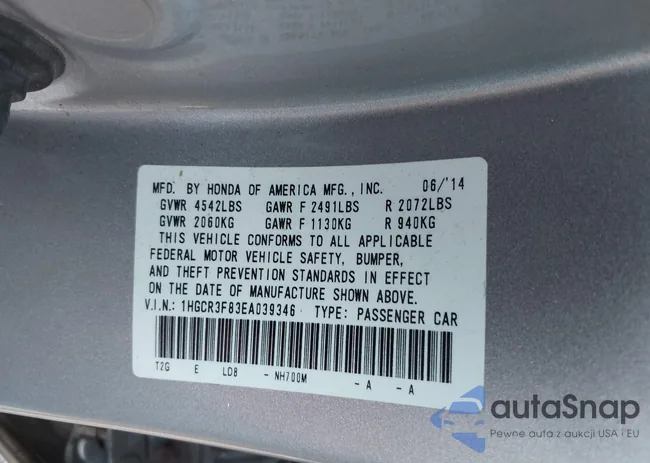 MFD. BY HONDA OF AMERICA MFG., INC. 06/'14
GVWR 4542LBS GAWR F 2491LBS R 2072LBS
GVWR 2060KG GAWR F 1130KG R 940KG
THIS VEHICLE CONFORMS TO ALL APPLICABLE
FEDERAL MOTOR VEHICLE SAFETY, BUMPER,
AND THEFT PREVENTION STANDARDS IN EFFECT
ON THE DATE OF MANUFACTURE SHOWN ABOVE.
V.I.N.: 1HGCR3F83EA039346 TYPE: PASSENGER CAR
T2G E LD8 - NH700M - A - A
autaSnap
Pewne auta z aukcji USA i EU